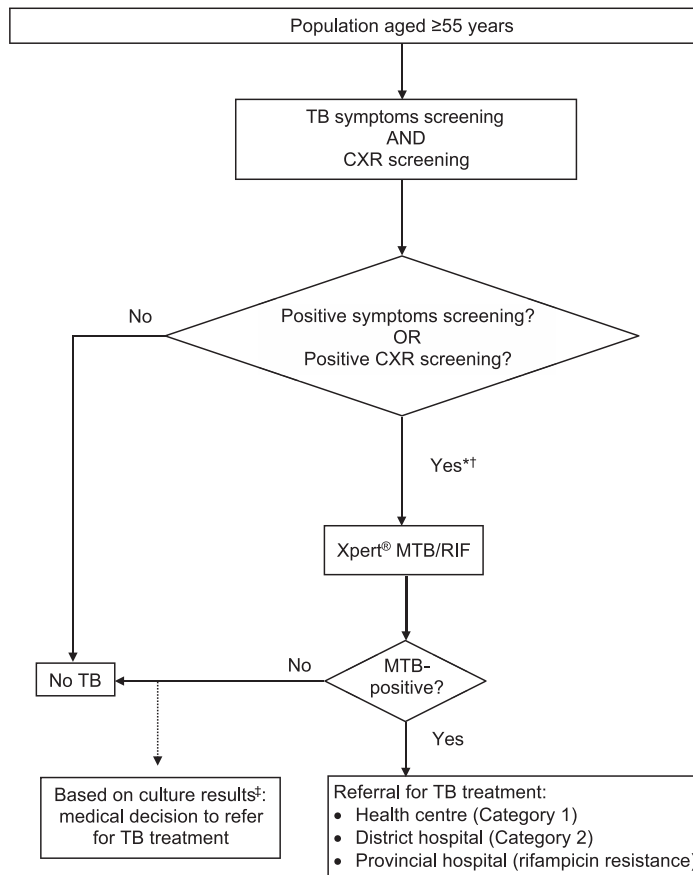 Population aged ≥55 years
TB symptoms screening
AND
CXR screening
No
Positive symptoms screening?
OR
Positive CXR screening?
Yes*†
Xpert® MTB/RIF
No TB
No
MTB-
positive?
Yes
Based on culture results‡:
medical decision to refer
for TB treatment
Referral for TB treatment:
• Health centre (Category 1)
• District hospital (Category 2)
• Provincial hospital (rifampicin resistance)